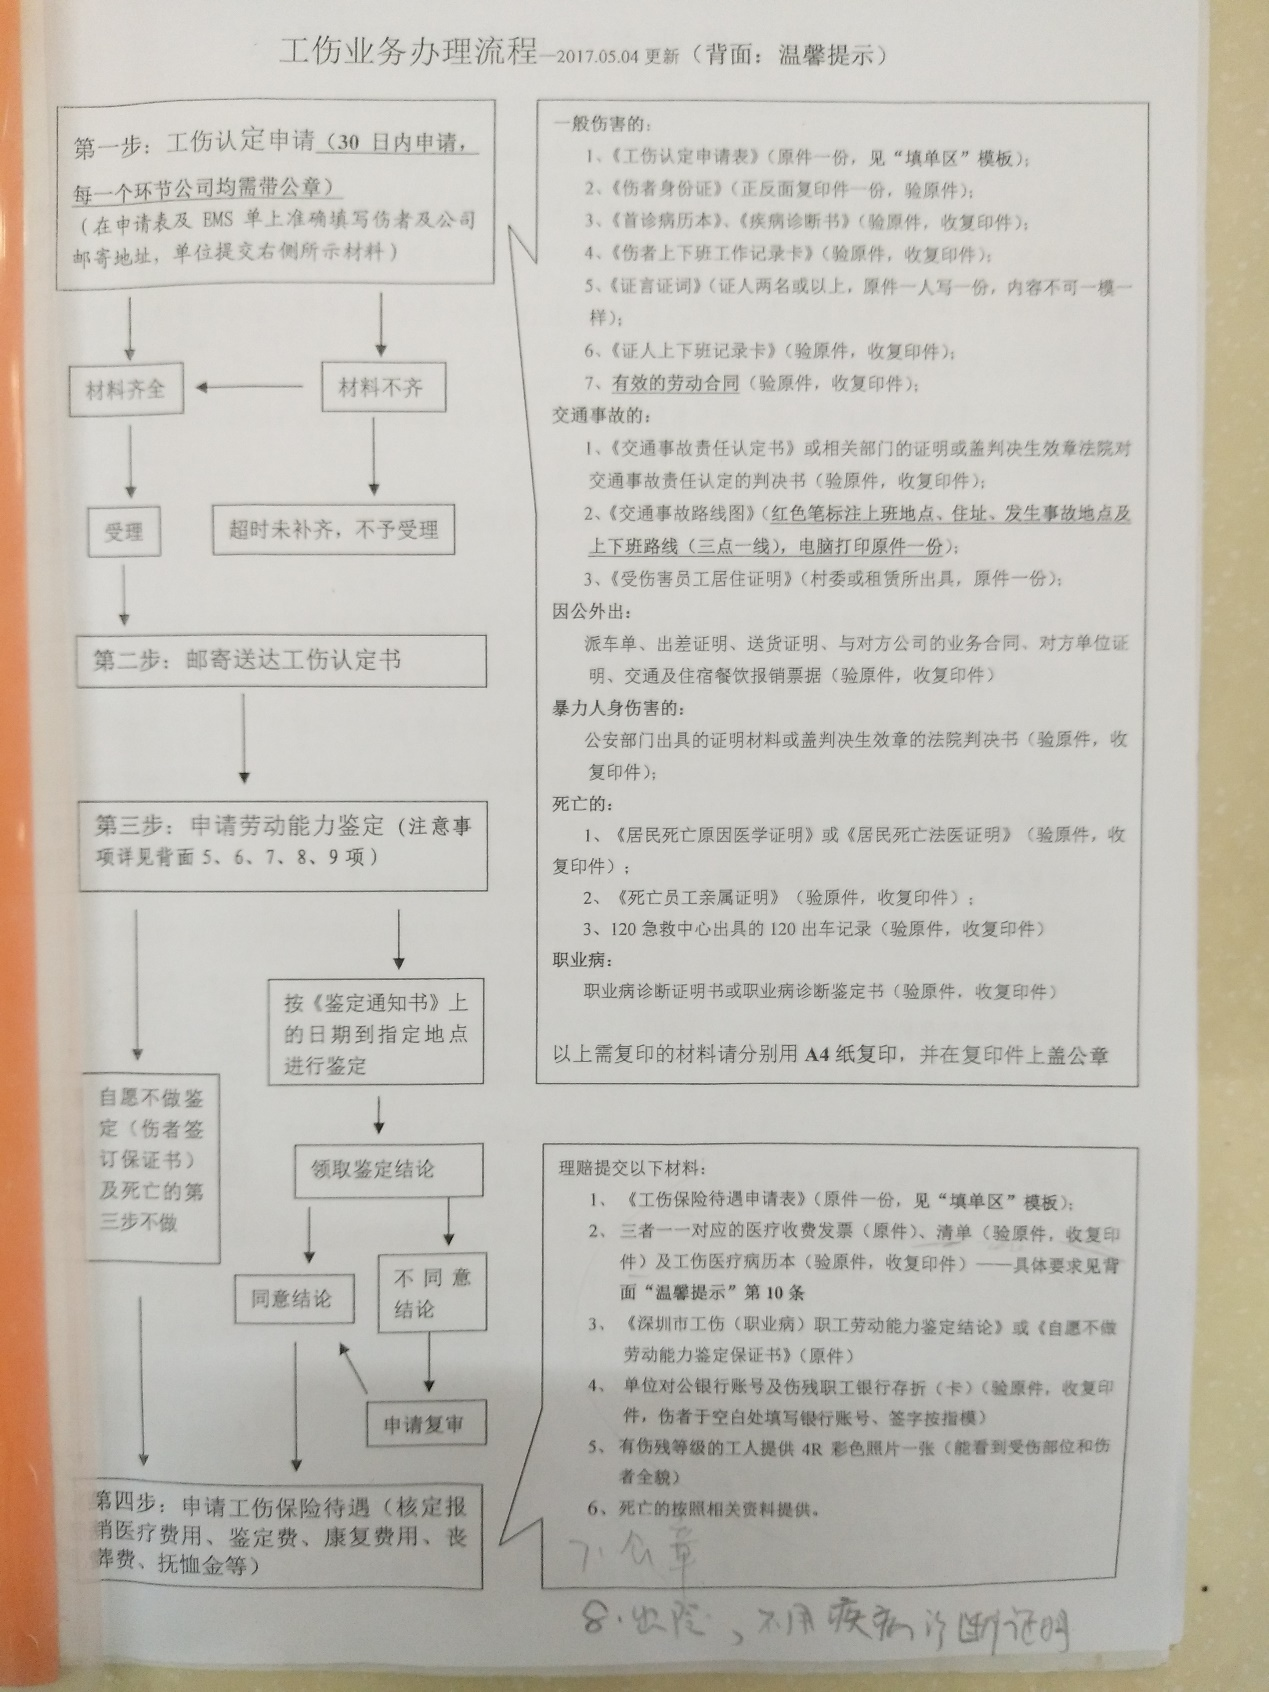 工伤业务办理流程—2017.05.04 更新（背面：温馨提示）
第一步：工伤认定申请（30 日内申请，
每一个环节公司均需带公章）
（在申请表及 EMS 单上准确填写伤者及公司
邮寄地址，单位提交右侧所示材料）
材料齐全
材料不齐
受理
超时未补齐，不予受理
第二步：邮寄送达工伤认定书
第三步：申请劳动能力鉴定（注意事
项详见背面 5、6、7、8、9 项）
按《鉴定通知书》上
的日期到指定地点
进行鉴定
自愿不做鉴
定（伤者签
订保证书）
及死亡的第
三步不做
领取鉴定结论
同意结论
不同意
结论
申请复审
第四步：申请工伤保险待遇（核定报
销医疗费用、鉴定费、康复费用、丧
葬费、抚恤金等）
一般伤害的：
1、《工伤认定申请表》（原件一份，见“填单区”模板）；
2、《伤者身份证》（正反面复印件一份，验原件）；
3、《首诊病历本》、《疾病诊断书》（验原件，收复印件）；
4、《伤者上下班工作记录卡》（验原件，收复印件）；
5、《证言证词》（证人两名或以上，原件一人写一份，内容不可一模一
样）；
6、《证人上下班记录卡》（验原件，收复印件）；
7、有效的劳动合同（验原件，收复印件）；
交通事故的：
1、《交通事故责任认定书》或相关部门的证明或盖判决生效章法院对
交通事故责任认定的判决书（验原件，收复印件）；
2、《交通事故路线图》（红色笔标注上班地点、住址、发生事故地点及
上下班路线（三点一线），电脑打印原件一份）；
3、《受伤害员工居住证明》（村委或租赁所出具，原件一份）；
因公外出：
派车单、出差证明、送货证明、与对方公司的业务合同、对方单位证
明、交通及住宿餐饮报销票据（验原件，收复印件）
暴力人身伤害的：
公安部门出具的证明材料或盖判决生效章的法院判决书（验原件，收
复印件）；
死亡的：
1、《居民死亡原因医学证明》或《居民死亡法医证明》（验原件，收
复印件）；
2、《死亡员工亲属证明》（验原件，收复印件）；
3、120 急救中心出具的 120 出车记录（验原件，收复印件）
职业病：
职业病诊断证明书或职业病诊断鉴定书（验原件，收复印件）
以上需复印的材料请分别用 A4 纸复印，并在复印件上盖公章
理赔提交以下材料：
1、《工伤保险待遇申请表》（原件一份，见“填单区”模板）；
2、三者一一对应的医疗收费发票（原件）、清单（验原件，收复印
件）及工伤医疗病历本（验原件，收复印件）——具体要求见背
面“温馨提示”第 10 条
3、《深圳市工伤（职业病）职工劳动能力鉴定结论》或《自愿不做
劳动能力鉴定保证书》（原件）
4、单位对公银行账号及伤残职工银行存折（卡）（验原件，收复印
件，伤者于空白处填写银行账号、签字按指模）
5、有伤残等级的工人提供 4R 彩色照片一张（能看到受伤部位和伤
者全貌）
6、死亡的按照相关资料提供。
7、公章
8.出险、不用疾病诊断证明